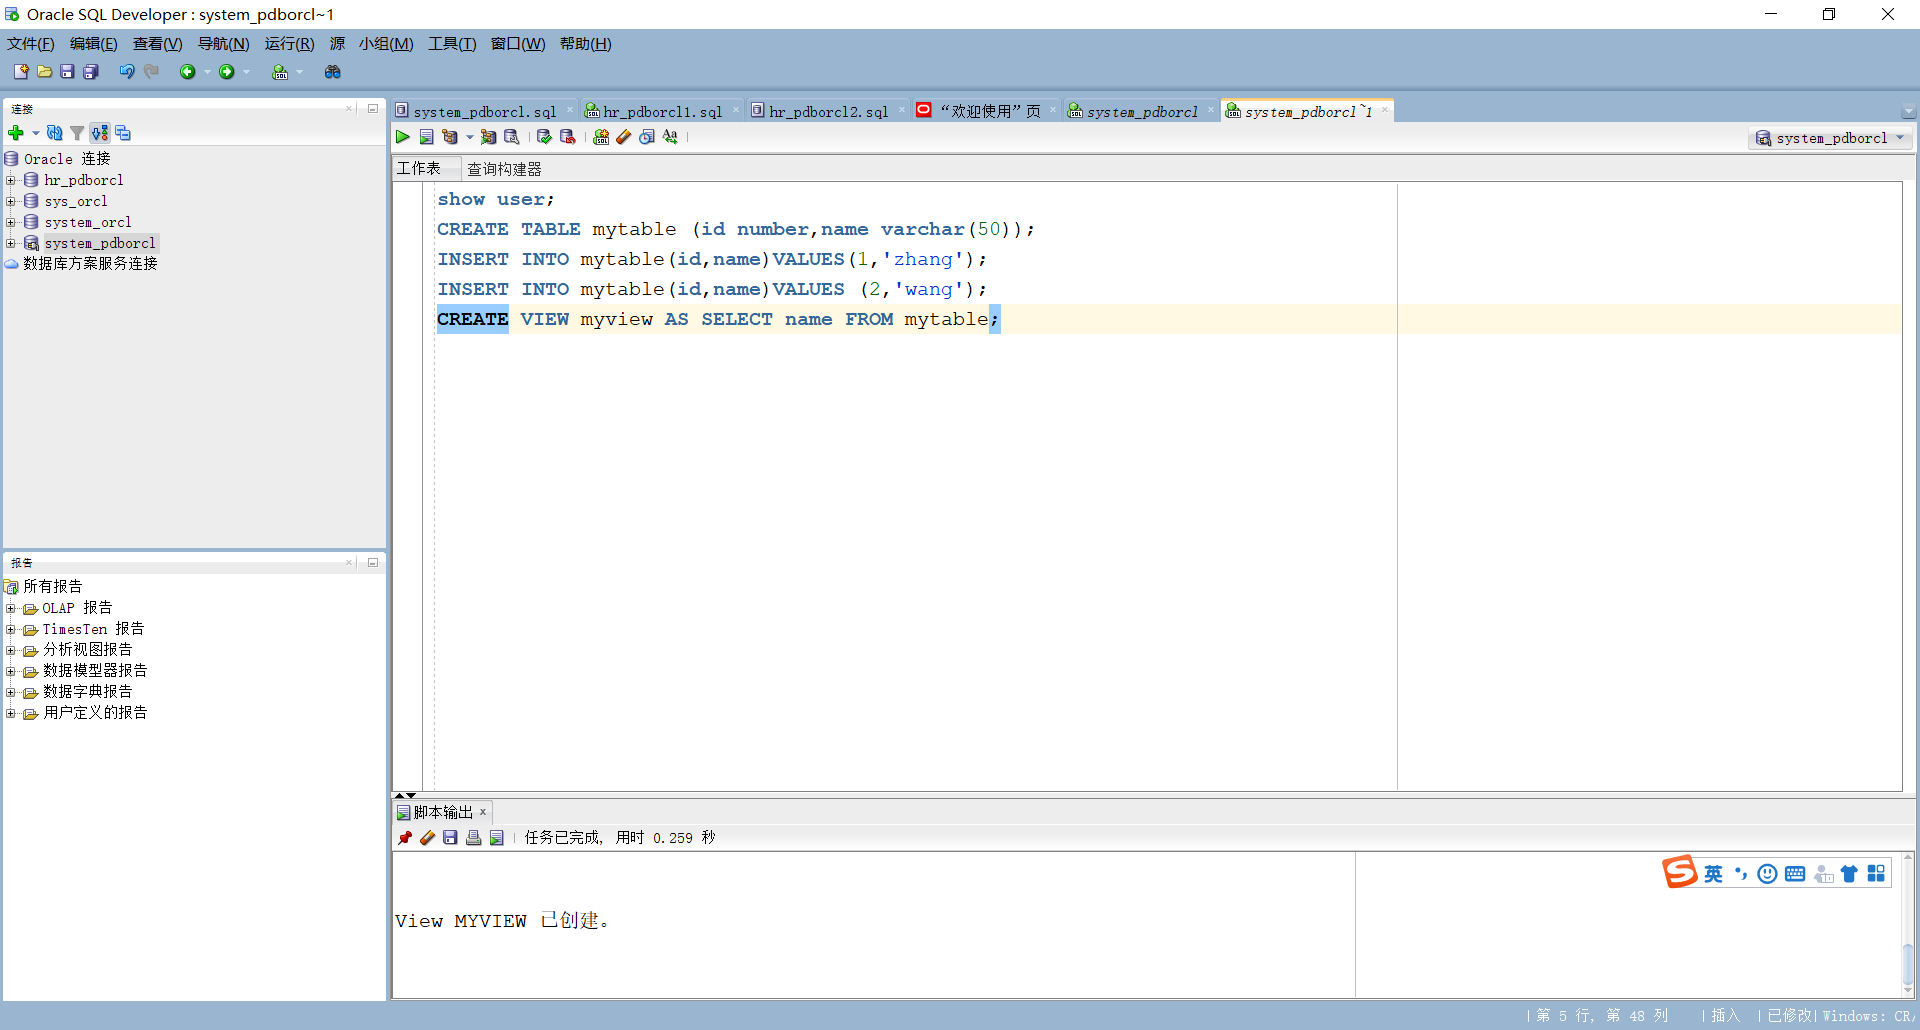 Oracle SQL Developer : system_pdborcl~1
文件(F) 编辑(E) 查看(V) 导航(N) 运行(R) 源 小组(M) 工具(T) 窗口(W) 帮助(H)
连接
Oracle 连接
hr_pdborcl
sys_orcl
system_orcl
system_pdborcl
数据库方案服务连接
报告
所有报告
OLAP 报告
TimesTen 报告
分析视图报告
数据模型器报告
数据字典报告
用户定义的报告
system_pdborcl.sql hr_pdborcl1.sql hr_pdborcl2.sql “欢迎使用”页 system_pdborcl system_pdborcl~1
system_pdborcl
工作表 查询构建器
show user;
CREATE TABLE mytable (id number,name varchar(50));
INSERT INTO mytable(id,name)VALUES(1,'zhang');
INSERT INTO mytable(id,name)VALUES (2,'wang');
CREATE VIEW myview AS SELECT name FROM mytable;
脚本输出
任务已完成, 用时 0.259 秒
View MYVIEW 已创建。
英
第 5 行, 第 48 列 | 插入 | 已修改| Windows: CR/